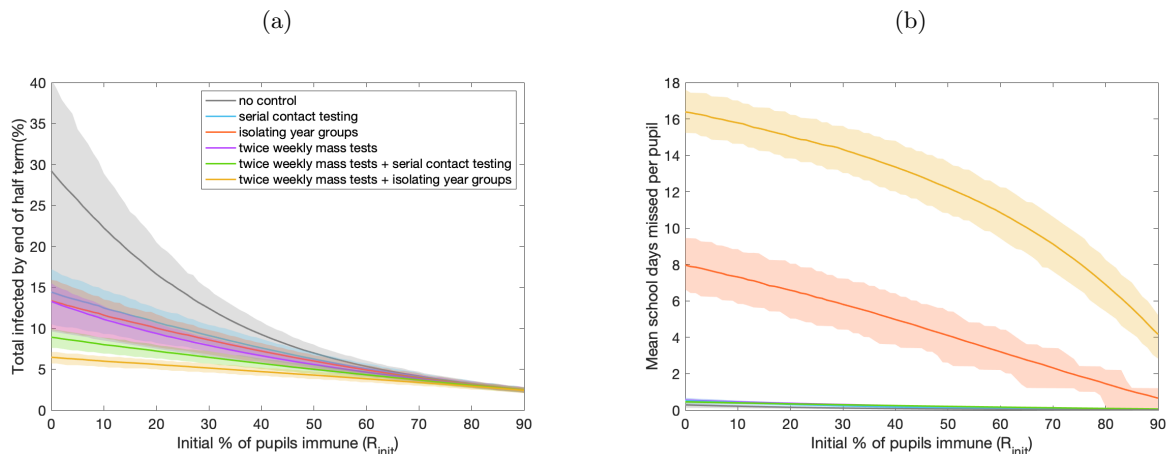 (a)
(b)
Total infected by end of half term(%)
40
35
30
25
20
15
10
5
0
no control
serial contact testing
isolating year groups
twice weekly mass tests
twice weekly mass tests + serial contact testing
twice weekly mass tests + isolating year groups
0 10 20 30 40 50 60 70 80 90
Initial % of pupils immune (R_init)
Mean school days missed per pupil
18
16
14
12
10
8
6
4
2
0
0 10 20 30 40 50 60 70 80 90
Initial % of pupils immune (R_init)